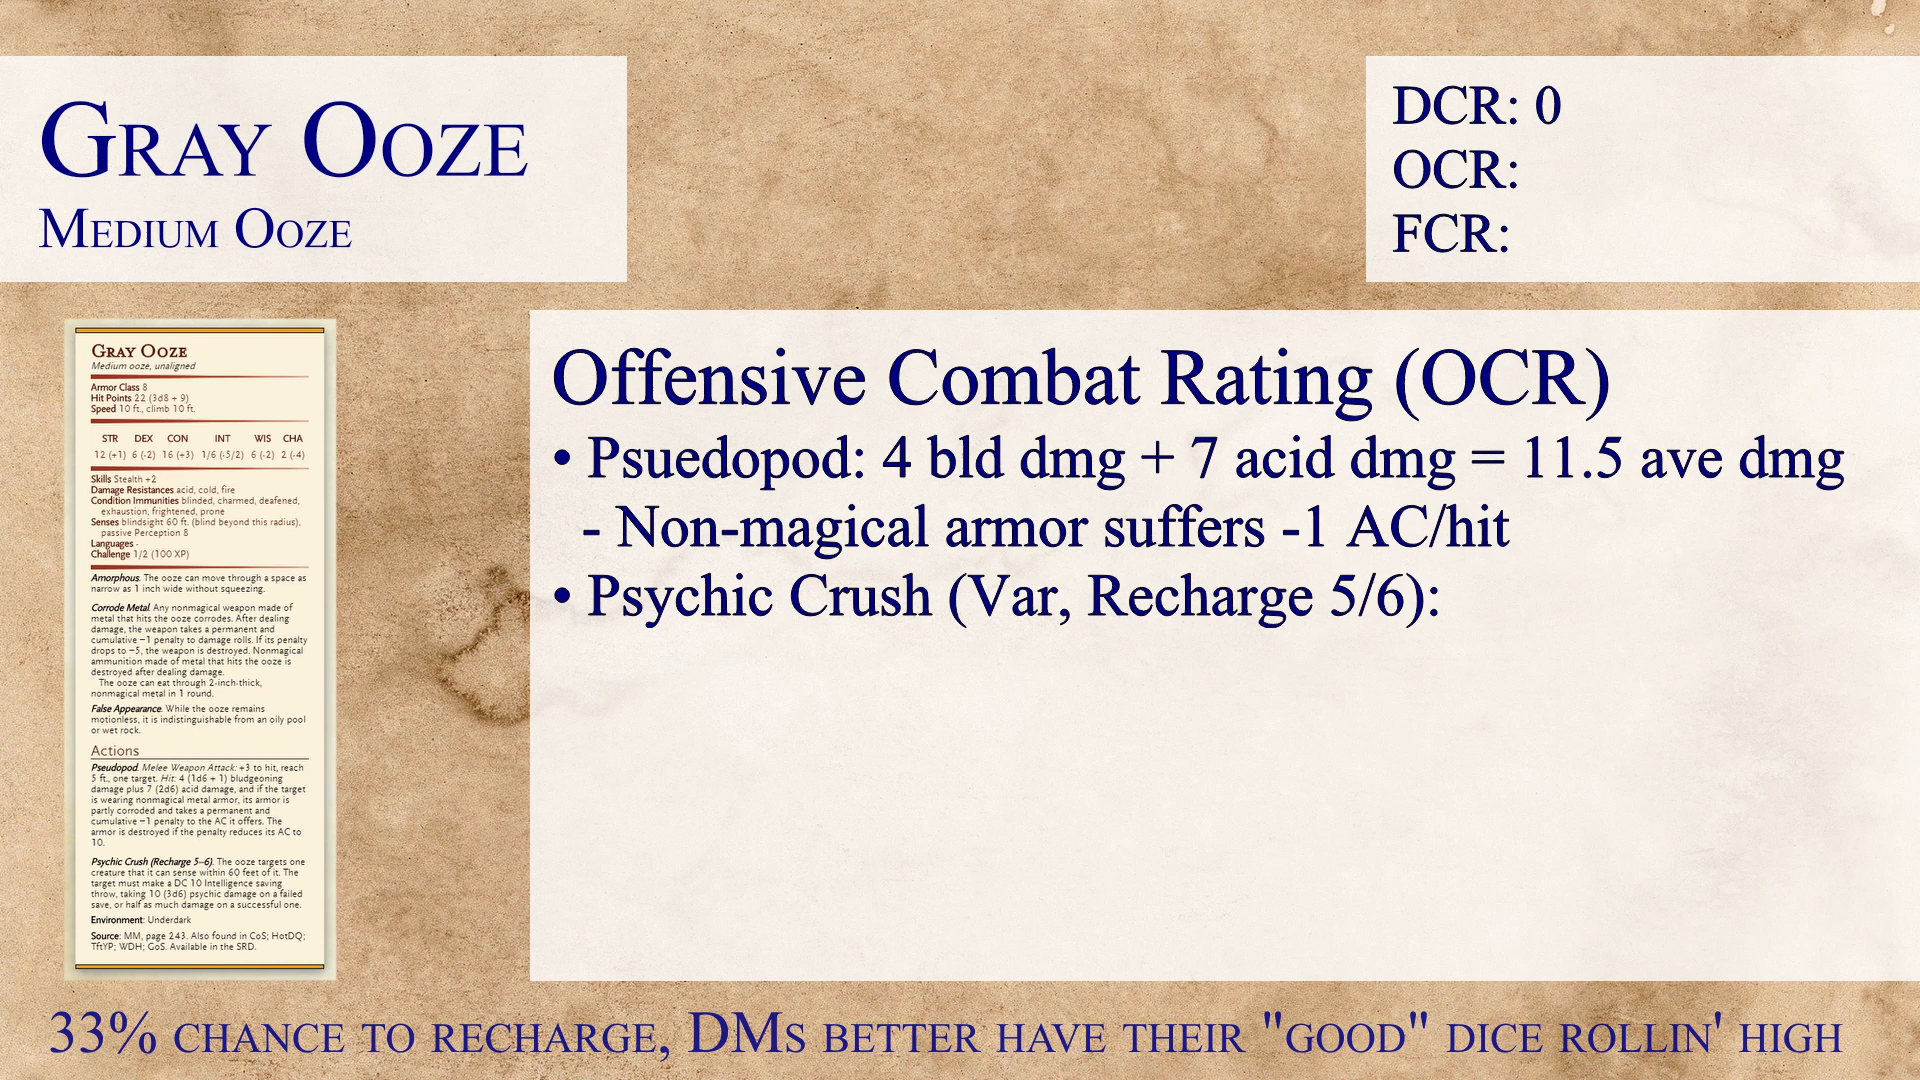 Gray Ooze
Medium Ooze
DCR: 0
OCR:
FCR:
Gray Ooze
Medium ooze, unaligned
Armor Class 8
Hit Points 22 (3d8 + 9)
Speed 10 ft., climb 10 ft.
STR DEX CON INT WIS CHA
12 (+1) 6 (-2) 16 (+3) 1/6 (-5/2) 6 (-2) 2 (-4)
Skills Stealth +2
Damage Resistances acid, cold, fire
Condition Immunities blinded, charmed, deafened,
exhaustion, frightened, prone
Senses blindsight 60 ft. (blind beyond this radius),
passive Perception 8
Languages -
Challenge 1/2 (100 XP)
Amorphous. The ooze can move through a space as
narrow as 1 inch wide without squeezing.
Corrode Metal. Any nonmagical weapon made of
metal that hits the ooze corrodes. After dealing
damage, the weapon takes a permanent and
cumulative −1 penalty to damage rolls. If its penalty
drops to −5, the weapon is destroyed. Nonmagical
ammunition made of metal that hits the ooze is
destroyed after dealing damage.
The ooze can eat through 2-inch-thick,
nonmagical metal in 1 round.
False Appearance. While the ooze remains
motionless, it is indistinguishable from an oily pool
or wet rock.
Actions
Pseudopod. Melee Weapon Attack: +3 to hit, reach
5 ft., one target. Hit: 4 (1d6 + 1) bludgeoning
damage plus 7 (2d6) acid damage, and if the target
is wearing nonmagical metal armor, its armor is
partly corroded and takes a permanent and
cumulative −1 penalty to the AC it offers. The
armor is destroyed if the penalty reduces its AC to
10.
Psychic Crush (Recharge 5–6). The ooze targets one
creature that it can sense within 60 feet of it. The
target must make a DC 10 Intelligence saving
throw, taking 10 (3d6) psychic damage on a failed
save, or half as much damage on a successful one.
Environment: Underdark
Source: MM, page 243. Also found in CoS; HotDQ;
TftYP; WDH; GoS. Available in the SRD.
Offensive Combat Rating (OCR)
• Psuedopod: 4 bld dmg + 7 acid dmg = 11.5 ave dmg
- Non-magical armor suffers -1 AC/hit
• Psychic Crush (Var, Recharge 5/6):
33% chance to recharge, DMs better have their "good" dice rollin' high